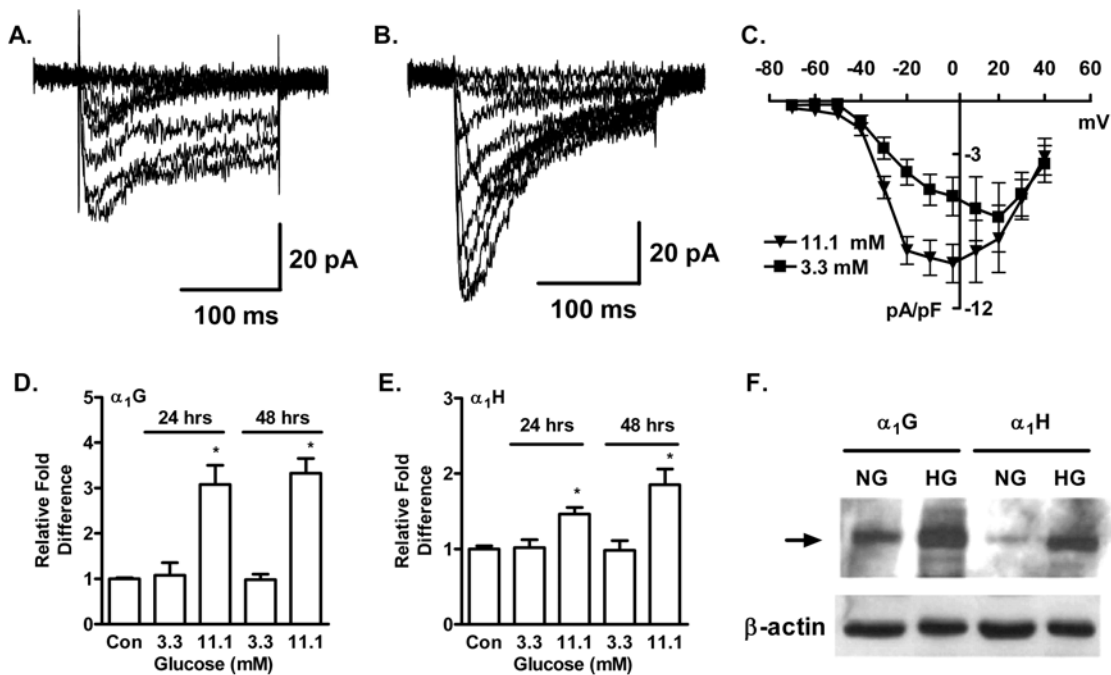 A.
20 pA
100 ms
B.
20 pA
100 ms
C.
-80 -60 -40 -20 0 20 40 60
mV
-3
11.1 mM
3.3 mM
pA/pF
-12
D.
α1G
24 hrs 48 hrs
Relative Fold
Difference
5
4
3
2
1
0
* *
Con 3.3 11.1 3.3 11.1
Glucose (mM)
E.
α1H
24 hrs 48 hrs
Relative Fold
Difference
3
2
1
0
* *
Con 3.3 11.1 3.3 11.1
Glucose (mM)
F.
α1G α1H
NG HG NG HG
β-actin